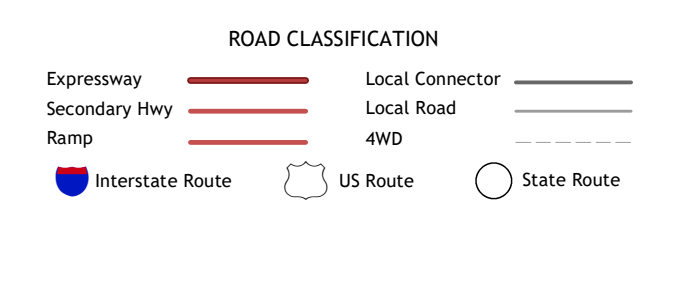 ROAD CLASSIFICATION
Expressway
Local Connector
Secondary Hwy
Local Road
Ramp
4WD
Interstate Route
US Route
State Route